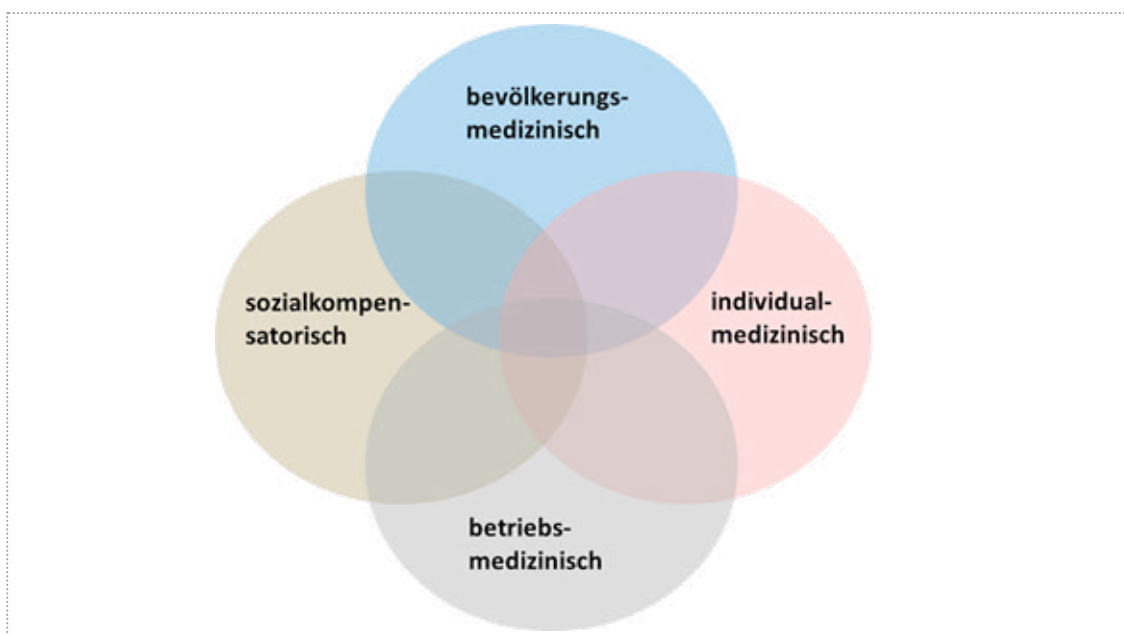 bevölkerungs-
medizinisch
sozialkompen-
satorisch
individual-
medizinisch
betriebs-
medizinisch